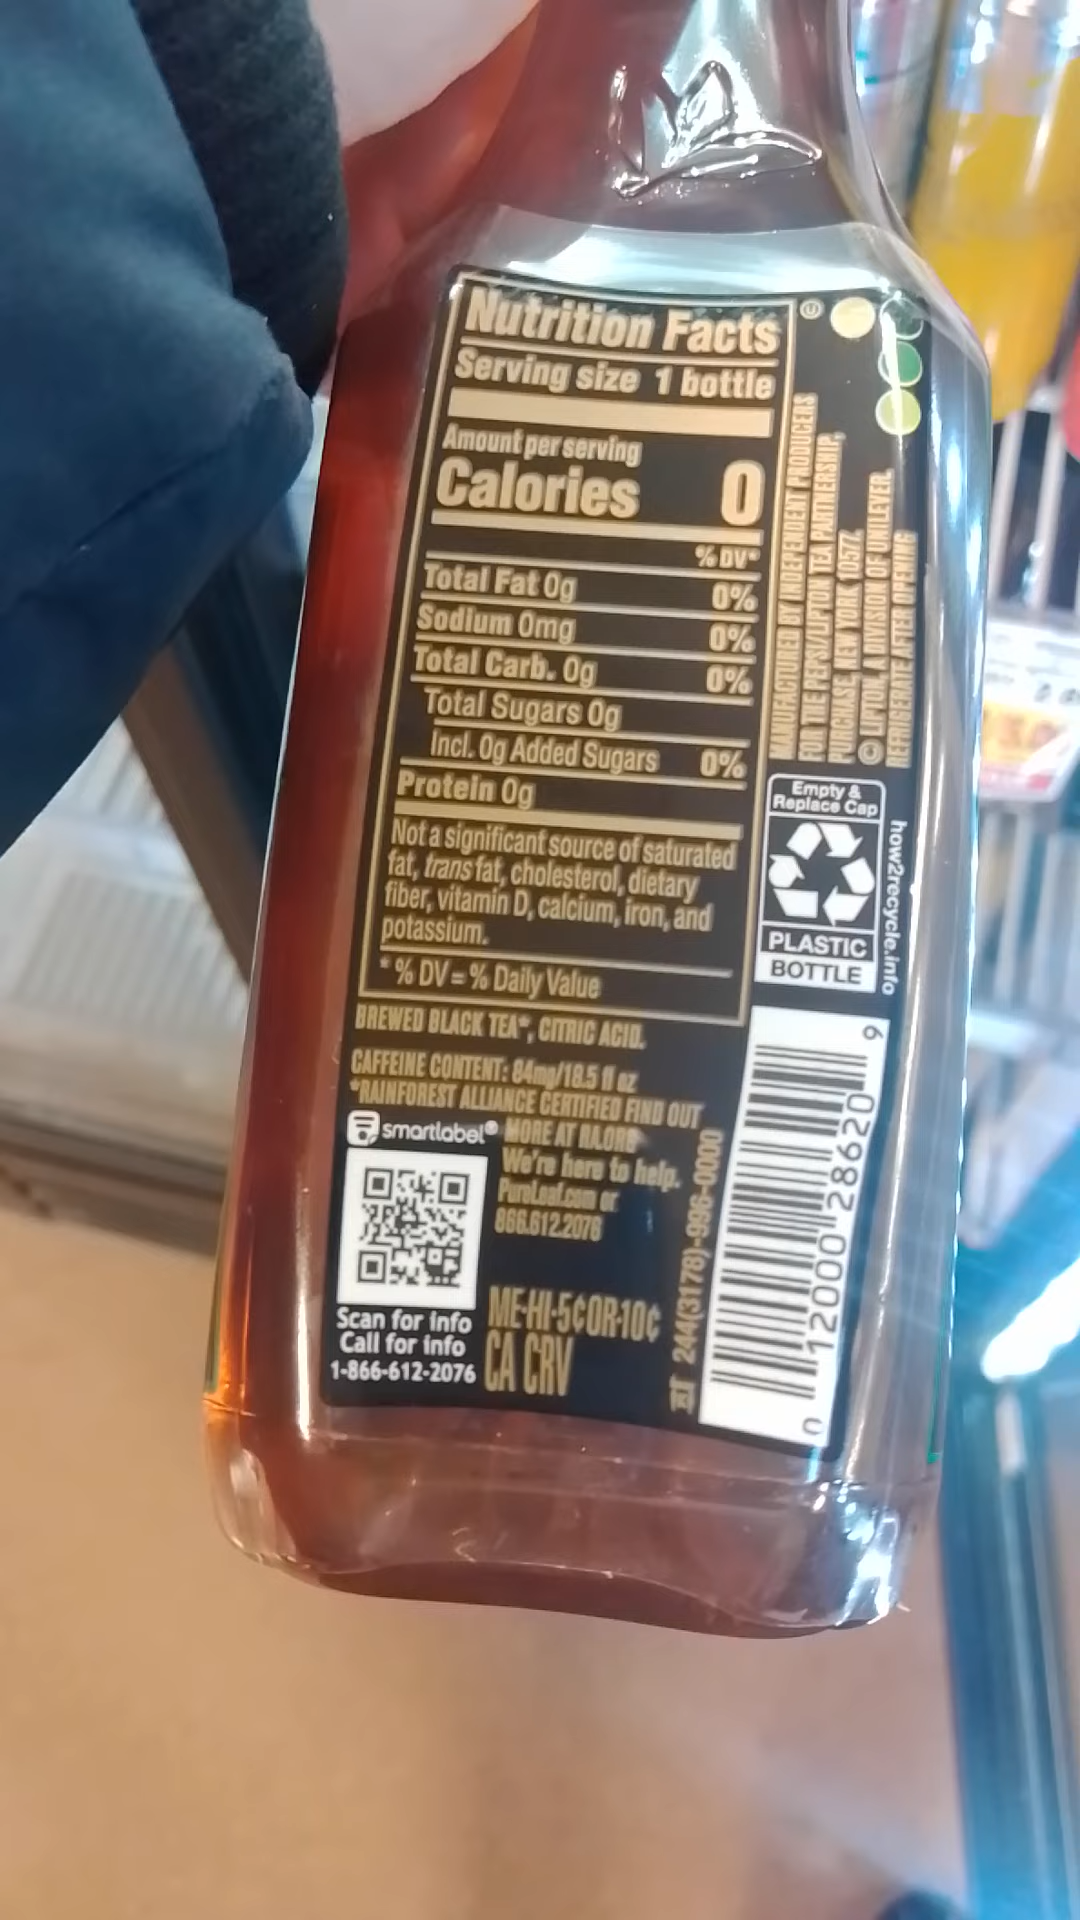 Nutrition Facts
Serving size 1 bottle
Amount per serving
Calories 0
% DV*
Total Fat 0g 0%
Sodium 0mg 0%
Total Carb. 0g 0%
Total Sugars 0g
Incl. 0g Added Sugars 0%
Protein 0g
Not a significant source of saturated
fat, trans fat, cholesterol, dietary
fiber, vitamin D, calcium, iron, and
potassium.
* % DV = % Daily Value
BREWED BLACK TEA*, CITRIC ACID.
CAFFEINE CONTENT: 84mg/18.5 fl oz
*RAINFOREST ALLIANCE CERTIFIED FIND OUT
MORE AT RA.ORG
smartlabel®
We're here to help.
PureLeaf.com or
866.612.2076
Scan for info
Call for info
1-866-612-2076
ME-HI-5¢OR-10¢
CA CRV
244(3178)-996-0000
MANUFACTURED BY INDEPENDENT PRODUCERS
FOR THE PEPSI/LIPTON TEA PARTNERSHIP,
PURCHASE, NEW YORK 10577.
© LIPTON, A DIVISION OF UNILEVER.
REFRIGERATE AFTER OPENING
Empty &
Replace Cap
PLASTIC
BOTTLE
how2recycle.info
0 12000 28620 9